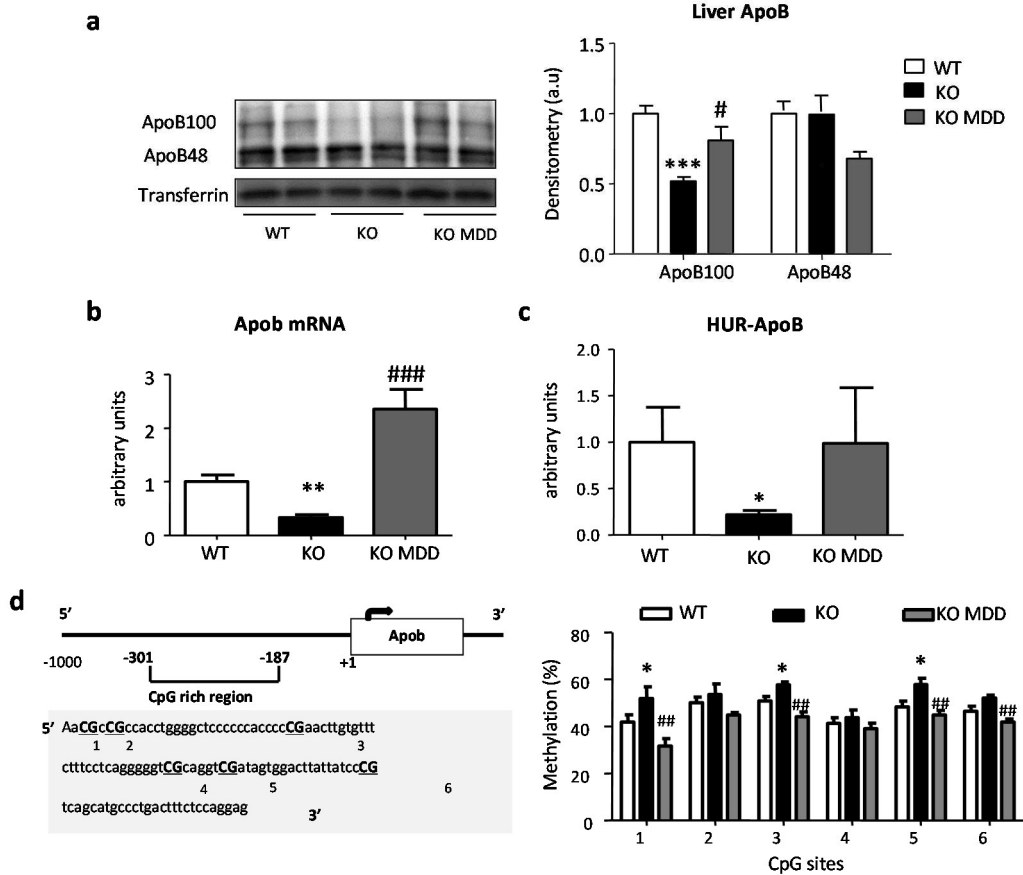 a
ApoB100
ApoB48
Transferrin
WT
KO
KO MDD
Liver ApoB
Densitometry (a.u)
1.5
1.0
0.5
0.0
***
#
ApoB100
ApoB48
WT
KO
KO MDD
b
Apob mRNA
arbitrary units
3
2
1
0
**
###
WT
KO
KO MDD
c
HUR-ApoB
arbitrary units
2.0
1.5
1.0
0.5
0.0
*
WT
KO
KO MDD
d
5’
3’
Apob
-1000
-301
-187
+1
CpG rich region
5’ AaCGcCGccacctggggctcccccccaccccCGaacttgtgttt
1 2 3
ctttcctcagggggtCGcaggtCGatagtggacttattatccCG
4 5 6
tcagcatgccctgactttctccaggag 3’
WT
KO
KO MDD
Methylation (%)
80
60
40
20
0
*
##
*
##
*
##
##
1 2 3 4 5 6
CpG sites